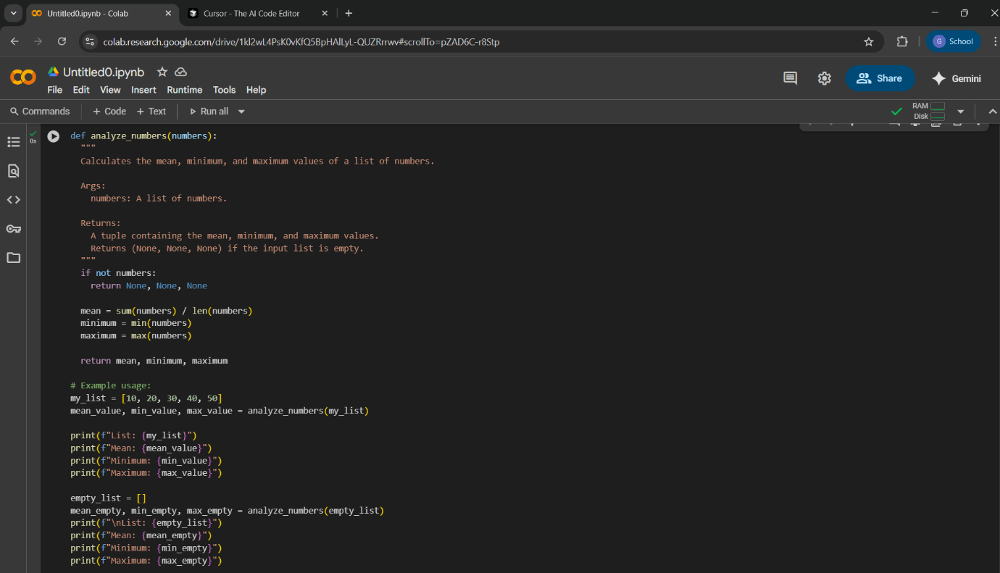 Untitled0.ipynb - Colab
Cursor - The AI Code Editor
colab.research.google.com/drive/1kl2wL4PsK0vKfQ5BpHAlLyL-QUZRrrwv#scrollTo=pZAD6C-r8Stp
G School
CO Untitled0.ipynb
File Edit View Insert Runtime Tools Help
Share
Gemini
Commands + Code + Text Run all
RAM
Disk
0s
def analyze_numbers(numbers):
"""
Calculates the mean, minimum, and maximum values of a list of numbers.
Args:
numbers: A list of numbers.
Returns:
A tuple containing the mean, minimum, and maximum values.
Returns (None, None, None) if the input list is empty.
"""
if not numbers:
return None, None, None
mean = sum(numbers) / len(numbers)
minimum = min(numbers)
maximum = max(numbers)
return mean, minimum, maximum
# Example usage:
my_list = [10, 20, 30, 40, 50]
mean_value, min_value, max_value = analyze_numbers(my_list)
print(f"List: {my_list}")
print(f"Mean: {mean_value}")
print(f"Minimum: {min_value}")
print(f"Maximum: {max_value}")
empty_list = []
mean_empty, min_empty, max_empty = analyze_numbers(empty_list)
print(f"\nList: {empty_list}")
print(f"Mean: {mean_empty}")
print(f"Minimum: {min_empty}")
print(f"Maximum: {max_empty}")